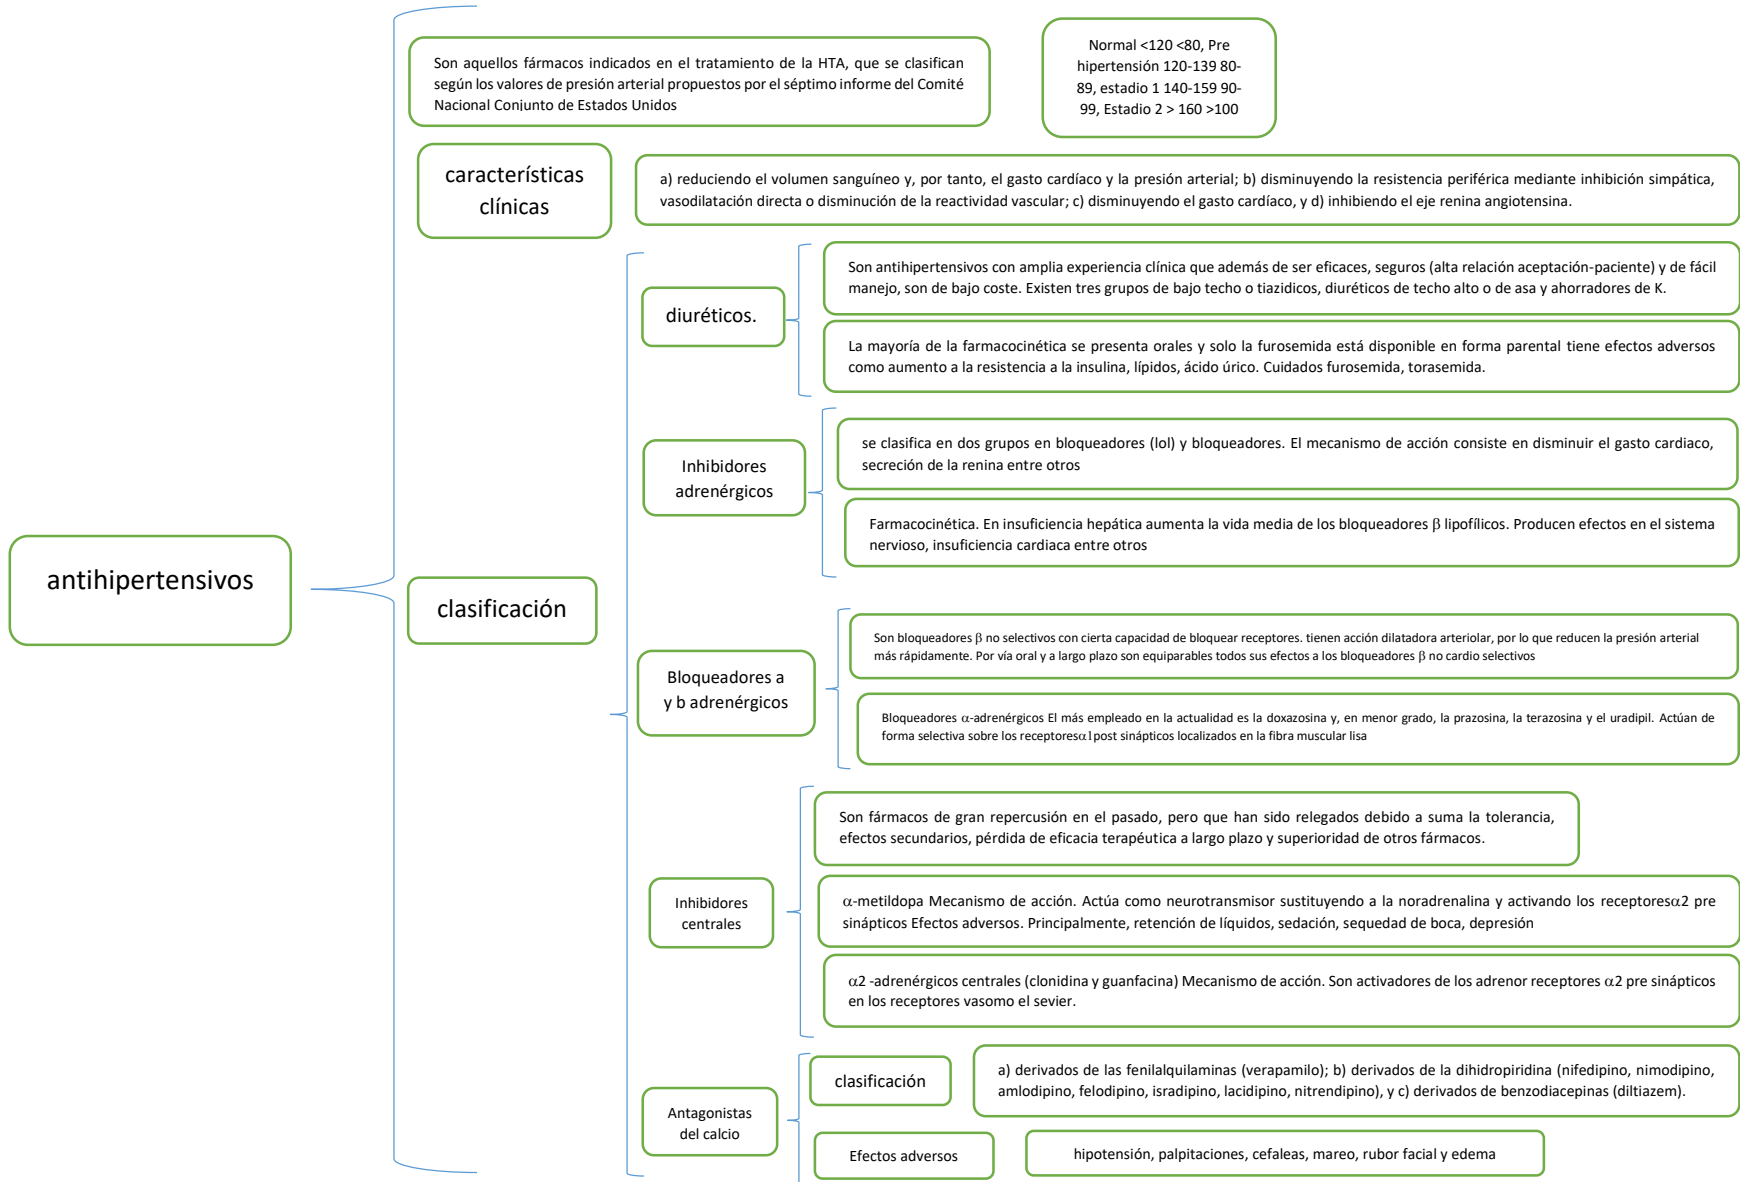 Son aquellos fármacos indicados en el tratamiento de la HTA, que se clasifican
según los valores de presión arterial propuestos por el séptimo informe del Comité
Nacional Conjunto de Estados Unidos
Normal <120 <80, Pre
hipertensión 120-139 80-
89, estadio 1 140-159 90-
99, Estadio 2 > 160 >100
características
clínicas
a) reduciendo el volumen sanguíneo y, por tanto, el gasto cardíaco y la presión arterial; b) disminuyendo la resistencia periférica mediante inhibición simpática,
vasodilatación directa o disminución de la reactividad vascular; c) disminuyendo el gasto cardíaco, y d) inhibiendo el eje renina angiotensina.
diuréticos.
Son antihipertensivos con amplia experiencia clínica que además de ser eficaces, seguros (alta relación aceptación-paciente) y de fácil
manejo, son de bajo coste. Existen tres grupos de bajo techo o tiazidicos, diuréticos de techo alto o de asa y ahorradores de K.
La mayoría de la farmacocinética se presenta orales y solo la furosemida está disponible en forma parental tiene efectos adversos
como aumento a la resistencia a la insulina, lípidos, ácido úrico. Cuidados furosemida, torasemida.
Inhibidores
adrenérgicos
se clasifica en dos grupos en bloqueadores (lol) y bloqueadores. El mecanismo de acción consiste en disminuir el gasto cardiaco,
secreción de la renina entre otros
Farmacocinética. En insuficiencia hepática aumenta la vida media de los bloqueadores β lipofílicos. Producen efectos en el sistema
nervioso, insuficiencia cardiaca entre otros
antihipertensivos
clasificación
Bloqueadores a
y b adrenérgicos
Son bloqueadores β no selectivos con cierta capacidad de bloquear receptores. tienen acción dilatadora arteriolar, por lo que reducen la presión arterial
más rápidamente. Por vía oral y a largo plazo son equiparables todos sus efectos a los bloqueadores β no cardio selectivos
Bloqueadores α-adrenérgicos El más empleado en la actualidad es la doxazosina y, en menor grado, la prazosina, la terazosina y el uradipil. Actúan de
forma selectiva sobre los receptoresα1post sinápticos localizados en la fibra muscular lisa
Inhibidores
centrales
Son fármacos de gran repercusión en el pasado, pero que han sido relegados debido a suma la tolerancia,
efectos secundarios, pérdida de eficacia terapéutica a largo plazo y superioridad de otros fármacos.
α-metildopa Mecanismo de acción. Actúa como neurotransmisor sustituyendo a la noradrenalina y activando los receptoresα2 pre
sinápticos Efectos adversos. Principalmente, retención de líquidos, sedación, sequedad de boca, depresión
α2 -adrenérgicos centrales (clonidina y guanfacina) Mecanismo de acción. Son activadores de los adrenor receptores α2 pre sinápticos
en los receptores vasomo el sevier.
Antagonistas
del calcio
clasificación
a) derivados de las fenilalquilaminas (verapamilo); b) derivados de la dihidropiridina (nifedipino, nimodipino,
amlodipino, felodipino, isradipino, lacidipino, nitrendipino), y c) derivados de benzodiacepinas (diltiazem).
Efectos adversos
hipotensión, palpitaciones, cefaleas, mareo, rubor facial y edema